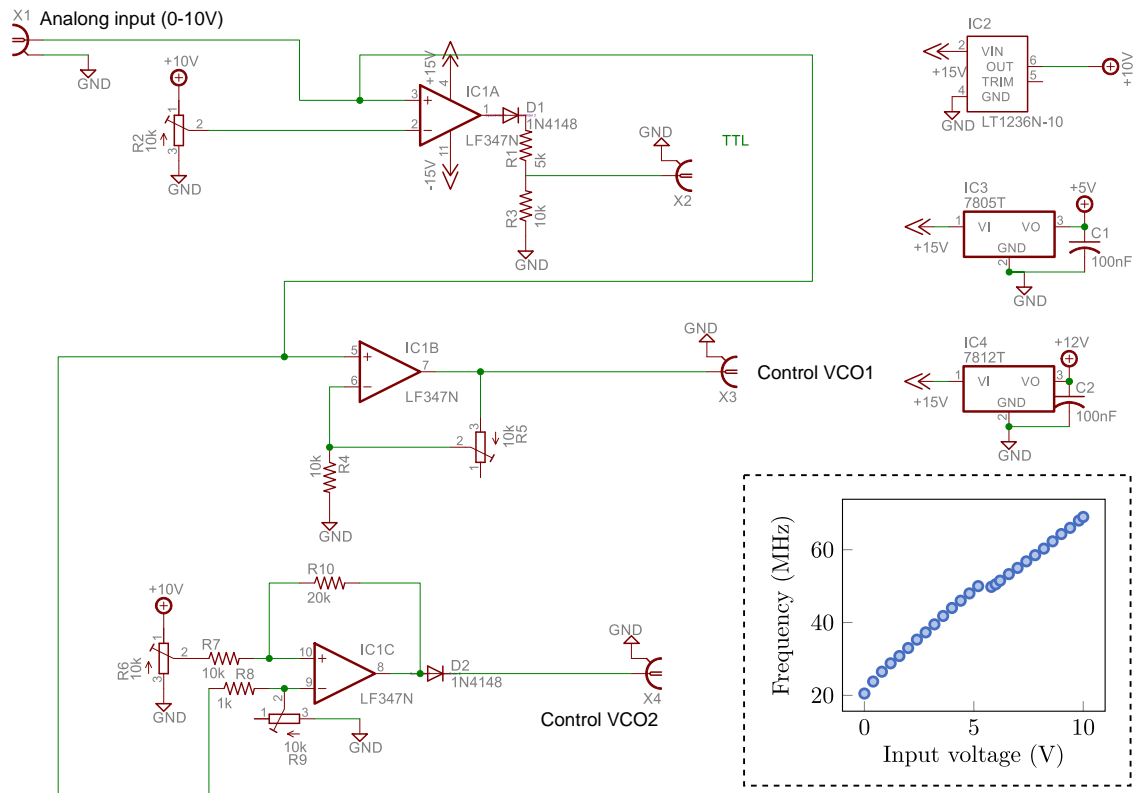 X1
Analong input (0-10V)
GND
+10V
1
2
3
R2
10k
GND
+15V
4
3
2
11
-15V
IC1A
1
LF347N
D1
1N4148
R1
5k
R3
10k
GND
GND
X2
TTL
IC2
VIN
OUT
TRIM
GND
2
4
6
5
+15V
GND
+10V
LT1236N-10
IC3
7805T
+5V
1
VI
VO
3
GND
2
+15V
C1
100nF
GND
IC1B
5
6
7
LF347N
GND
X3
Control VCO1
3
2
1
10k
R5
10k
R4
GND
IC4
7812T
+12V
1
VI
VO
3
GND
2
+15V
C2
100nF
GND
R10
20k
+10V
1
2
3
R6
10k
GND
R7
10k
R8
1k
10
9
IC1C
8
LF347N
D2
1N4148
GND
X4
Control VCO2
1
2
3
10k
R9
GND
Frequency (MHz)
60
40
20
0
5
10
Input voltage (V)